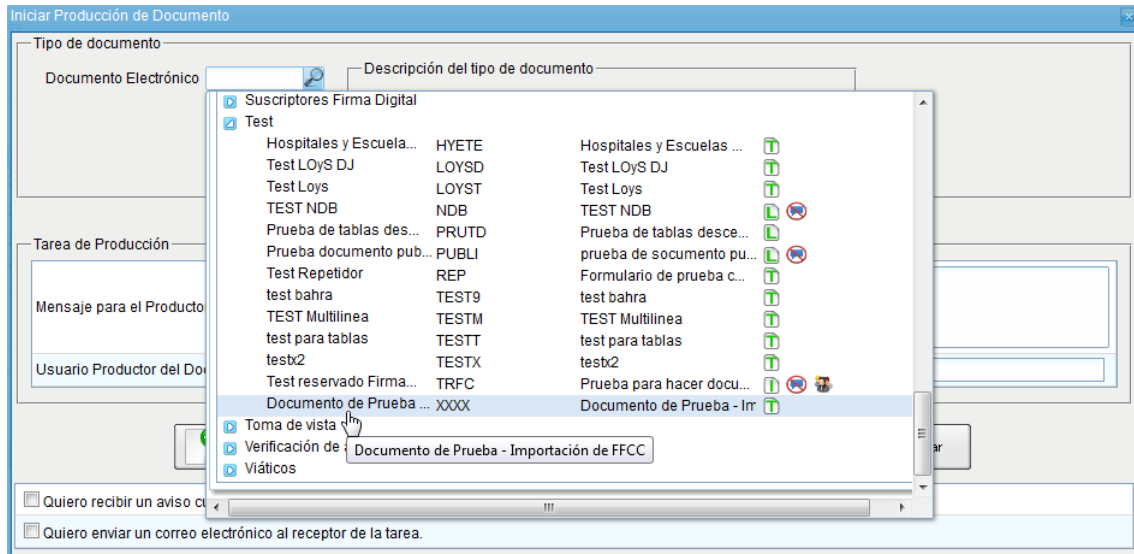 Iniciar Producción de Documento
Tipo de documento
Documento Electrónico
Descripción del tipo de documento
Suscriptores Firma Digital
Test
Hospitales y Escuela... HYETE Hospitales y Escuelas ... T
Test LOyS DJ LOYSD Test LOyS DJ T
Test Loys LOYST Test Loys T
TEST NDB NDB TEST NDB L
Prueba de tablas des... PRUTD Prueba de tablas desce... L
Prueba documento pub... PUBLI prueba de socumento pu... L
Test Repetidor REP Formulario de prueba c... T
test bahra TEST9 test bahra T
TEST Multilinea TESTM TEST Multilinea T
test para tablas TESTT test para tablas T
testx2 TESTX testx2 T
Test reservado Firma... TRFC Prueba para hacer docu... I
Documento de Prueba ... XXXX Documento de Prueba - Im T
Toma de vista
Verificación de
Documento de Prueba - Importación de FFCC
Viáticos
Tarea de Producción
Mensaje para el Producto
Usuario Productor del Do
ar
Quiero recibir un aviso cu
Quiero enviar un correo electrónico al receptor de la tarea.